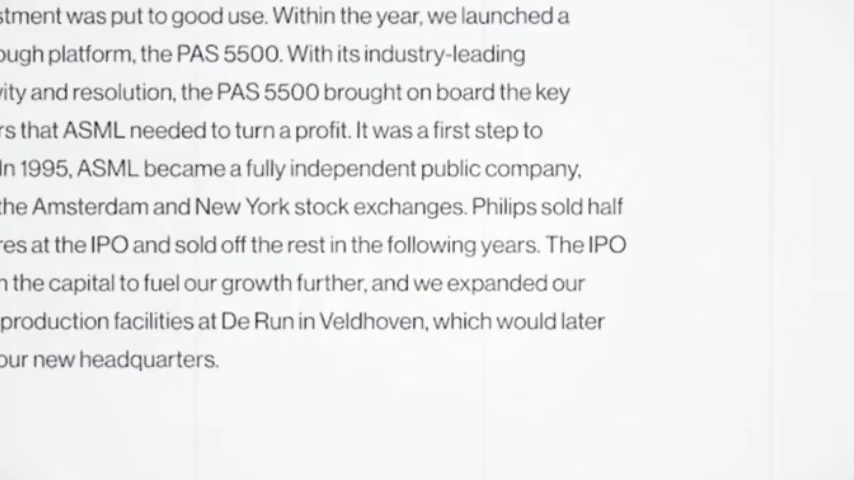 was put to good use. Within the year, we launched a
platform, the PAS 5500. With its industry-leading
and resolution, the PAS 5500 brought on board the key
that ASML needed to turn a profit. It was a first step to
In 1995, ASML became a fully independent public company,
the Amsterdam and New York stock exchanges. Philips sold half
at the IPO and sold off the rest in the following years. The IPO
the capital to fuel our growth further, and we expanded our
production facilities at De Run in Veldhoven, which would later
our new headquarters.